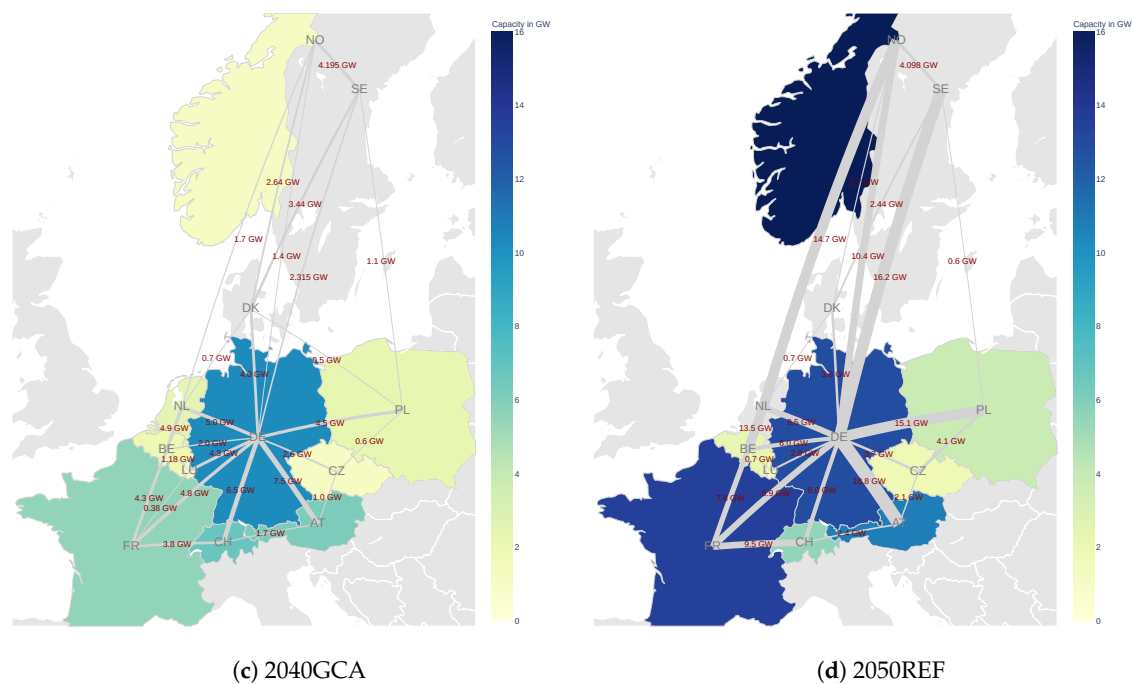 Capacity in GW
16
14
12
10
8
6
4
2
0
NO
4.195 GW
SE
2.64 GW
3.44 GW
1.7 GW
1.4 GW
1.1 GW
2.315 GW
DK
0.7 GW
4.0 GW
NL
PL
4.9 GW
5.0 GW
4.5 GW
DE
BE
2.0 GW
0.6 GW
1.18 GW
4.3 GW
2.6 GW
LU
CZ
7.5 GW
4.3 GW
4.8 GW
6.5 GW
1.0 GW
0.38 GW
AT
1.7 GW
FR
3.8 GW
CH
(c) 2040GCA
Capacity in GW
16
14
12
10
8
6
4
2
0
NO
4.098 GW
SE
2.44 GW
14.7 GW
10.4 GW
0.6 GW
16.2 GW
DK
0.7 GW
NL
PL
13.5 GW
15.1 GW
DE
BE
4.1 GW
0.7 GW
LU
CZ
2.1 GW
AT
FR
9.5 GW
CH
(d) 2050REF